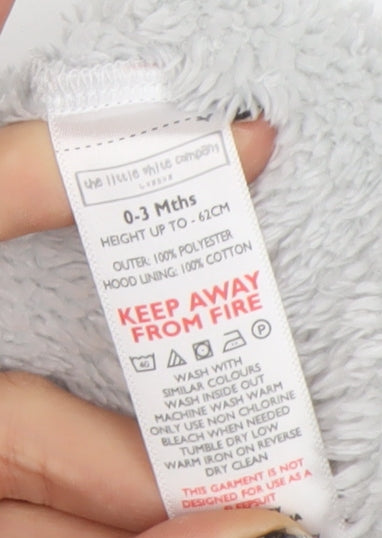 the little white company
LONDON
0-3 Mths
HEIGHT UP TO - 62CM
OUTER: 100% POLYESTER
HOOD LINING: 100% COTTON
KEEP AWAY
FROM FIRE
40 P
WASH WITH
SIMILAR COLOURS
WASH INSIDE OUT
MACHINE WASH WARM
ONLY USE NON CHLORINE
BLEACH WHEN NEEDED
TUMBLE DRY LOW
WARM IRON ON REVERSE
DRY CLEAN
THIS GARMENT IS NOT
DESIGNED FOR USE AS A